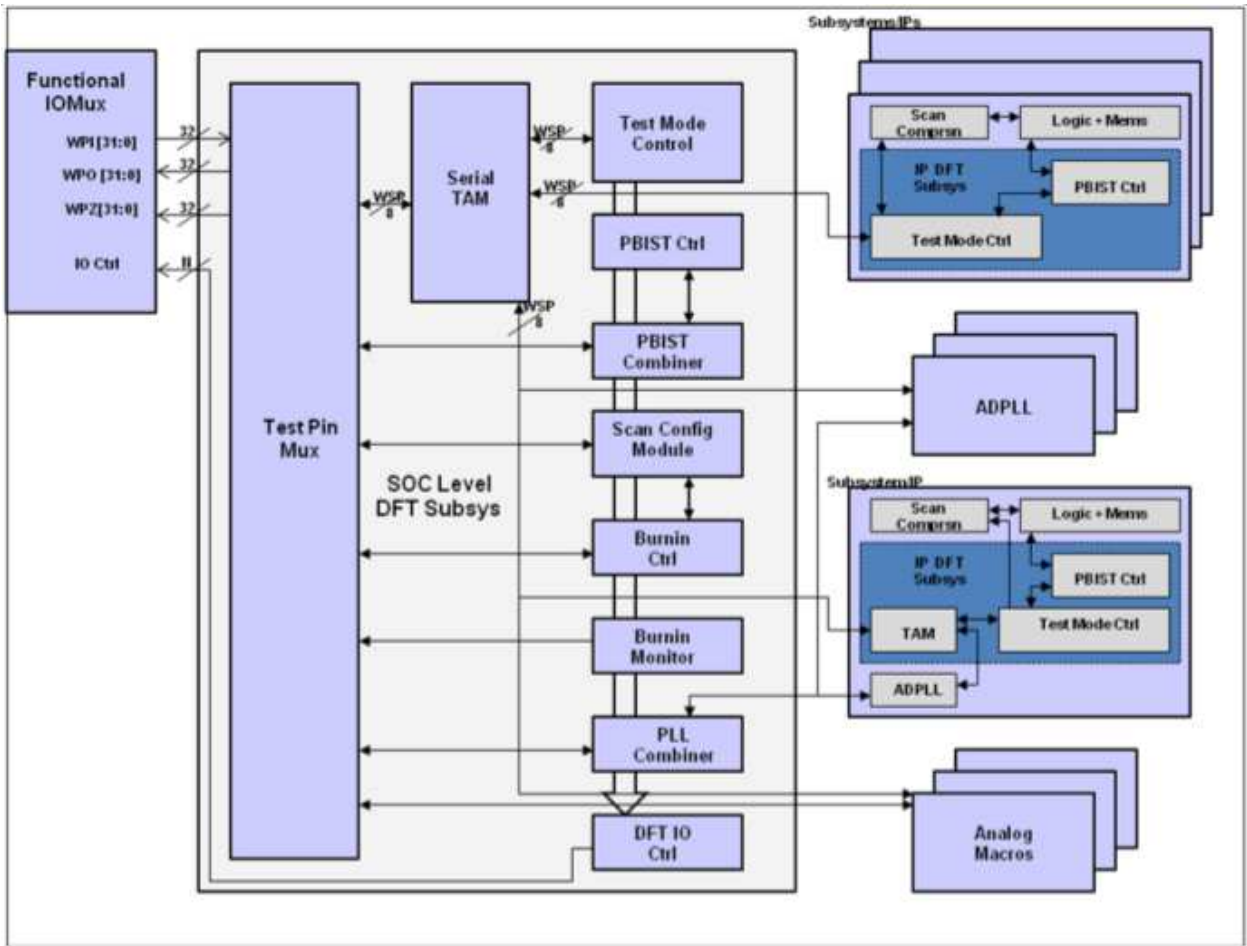 Subsystems/IPs
Functional
IOMux
WPI[31:0]
WPO [31:0]
WPZ[31:0]
IO Ctrl
32
32
32
Test Pin
Mux
WSP
8
Serial
TAM
WSP
8
WSP
8
WSP
8
SOC Level
DFT Subsys
Test Mode
Control
PBIST Ctrl
PBIST
Combiner
Scan Config
Module
Burnin
Ctrl
Burnin
Monitor
PLL
Combiner
DFT IO
Ctrl
Scan
Comprsn
Logic + Mems
IP DFT
Subsys
PBIST Ctrl
Test Mode Ctrl
ADPLL
Subsystem/IP
Scan
Comprsn
Logic + Mems
IP DFT
Subsys
PBIST Ctrl
TAM
Test Mode Ctrl
ADPLL
Analog
Macros